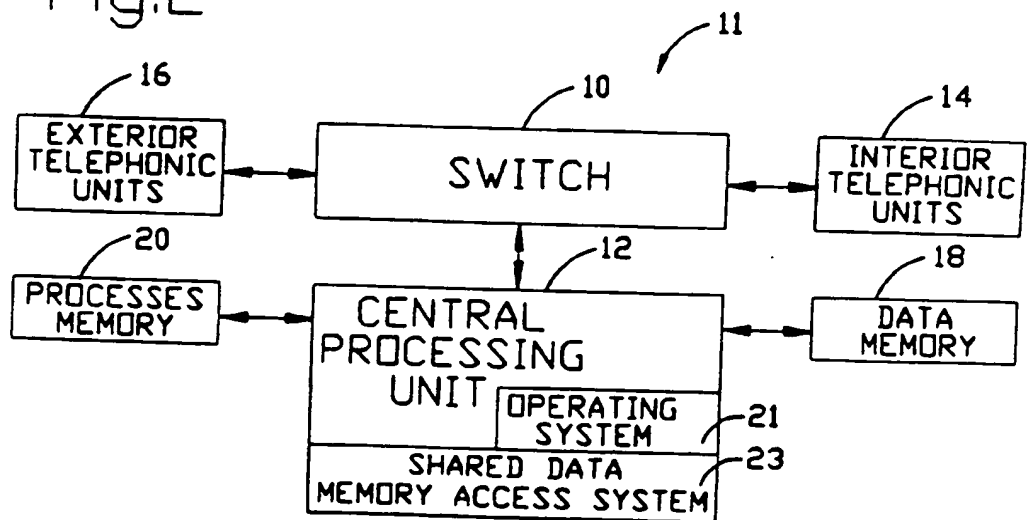 11
16
10
14
EXTERIOR
TELEPHONIC
UNITS
SWITCH
INTERIOR
TELEPHONIC
UNITS
20
12
18
PROCESSES
MEMORY
CENTRAL
PROCESSING
UNIT
DATA
MEMORY
OPERATING
SYSTEM
21
SHARED DATA
MEMORY ACCESS SYSTEM
23